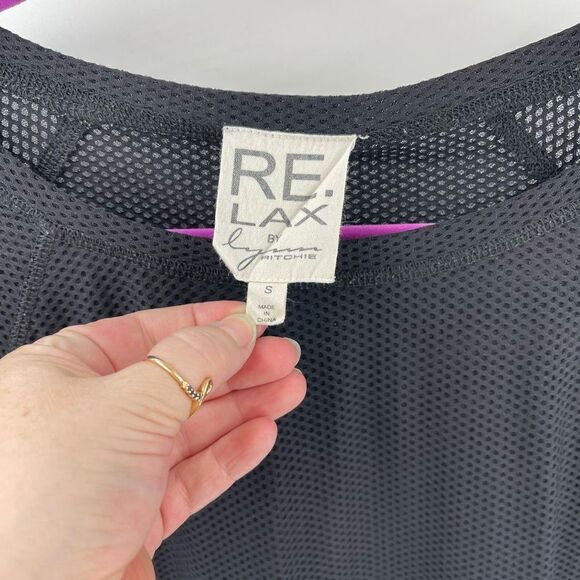 RE.
LAX
BY
lynn
RITCHIE
S
MADE
IN
CHINA